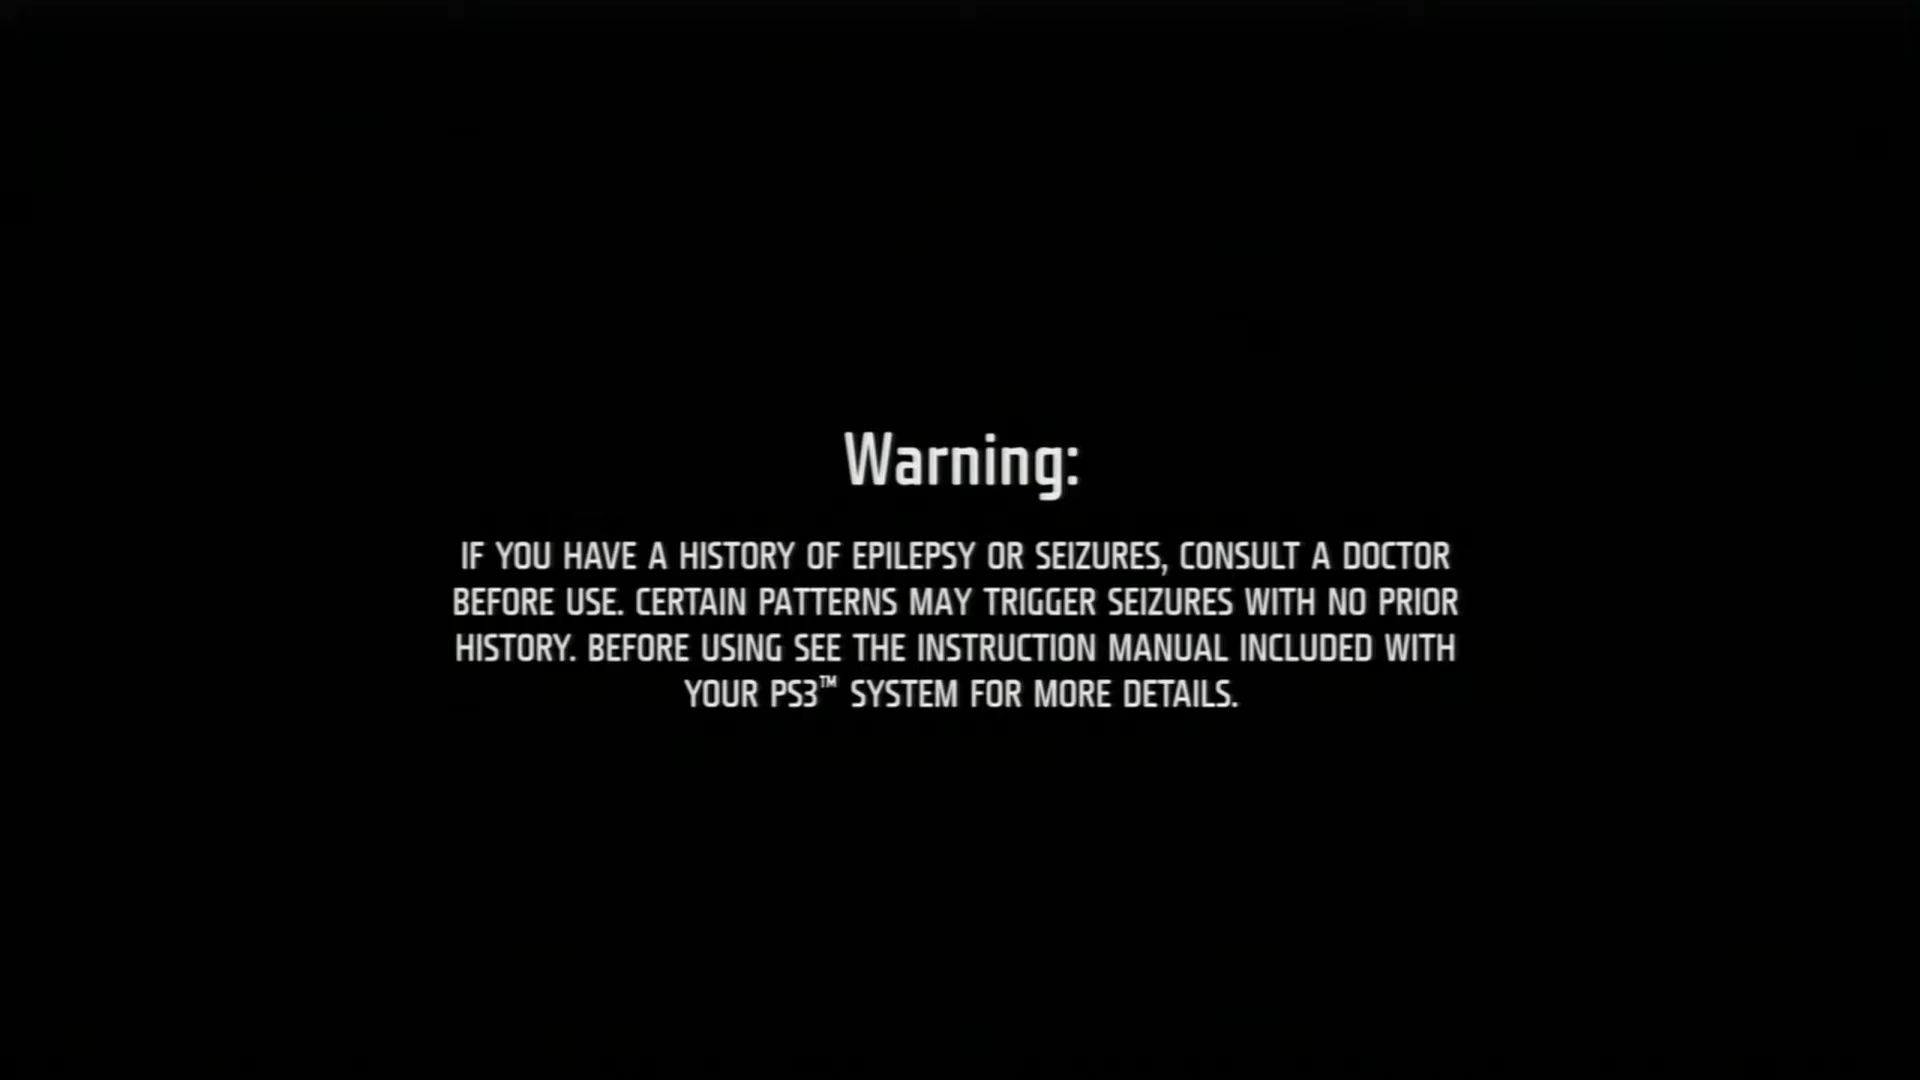 Warning:
IF YOU HAVE A HISTORY OF EPILEPSY OR SEIZURES, CONSULT A DOCTOR
BEFORE USE. CERTAIN PATTERNS MAY TRIGGER SEIZURES WITH NO PRIOR
HISTORY. BEFORE USING SEE THE INSTRUCTION MANUAL INCLUDED WITH
YOUR PS3™ SYSTEM FOR MORE DETAILS.